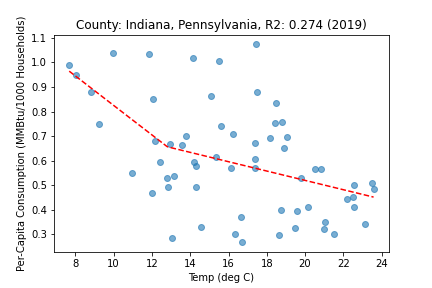 County: Indiana, Pennsylvania, R2: 0.274 (2019)
Per-Capita Consumption (MMBtu/1000 Households)
1.1
1.0
0.9
0.8
0.7
0.6
0.5
0.4
0.3
8 10 12 14 16 18 20 22 24
Temp (deg C)